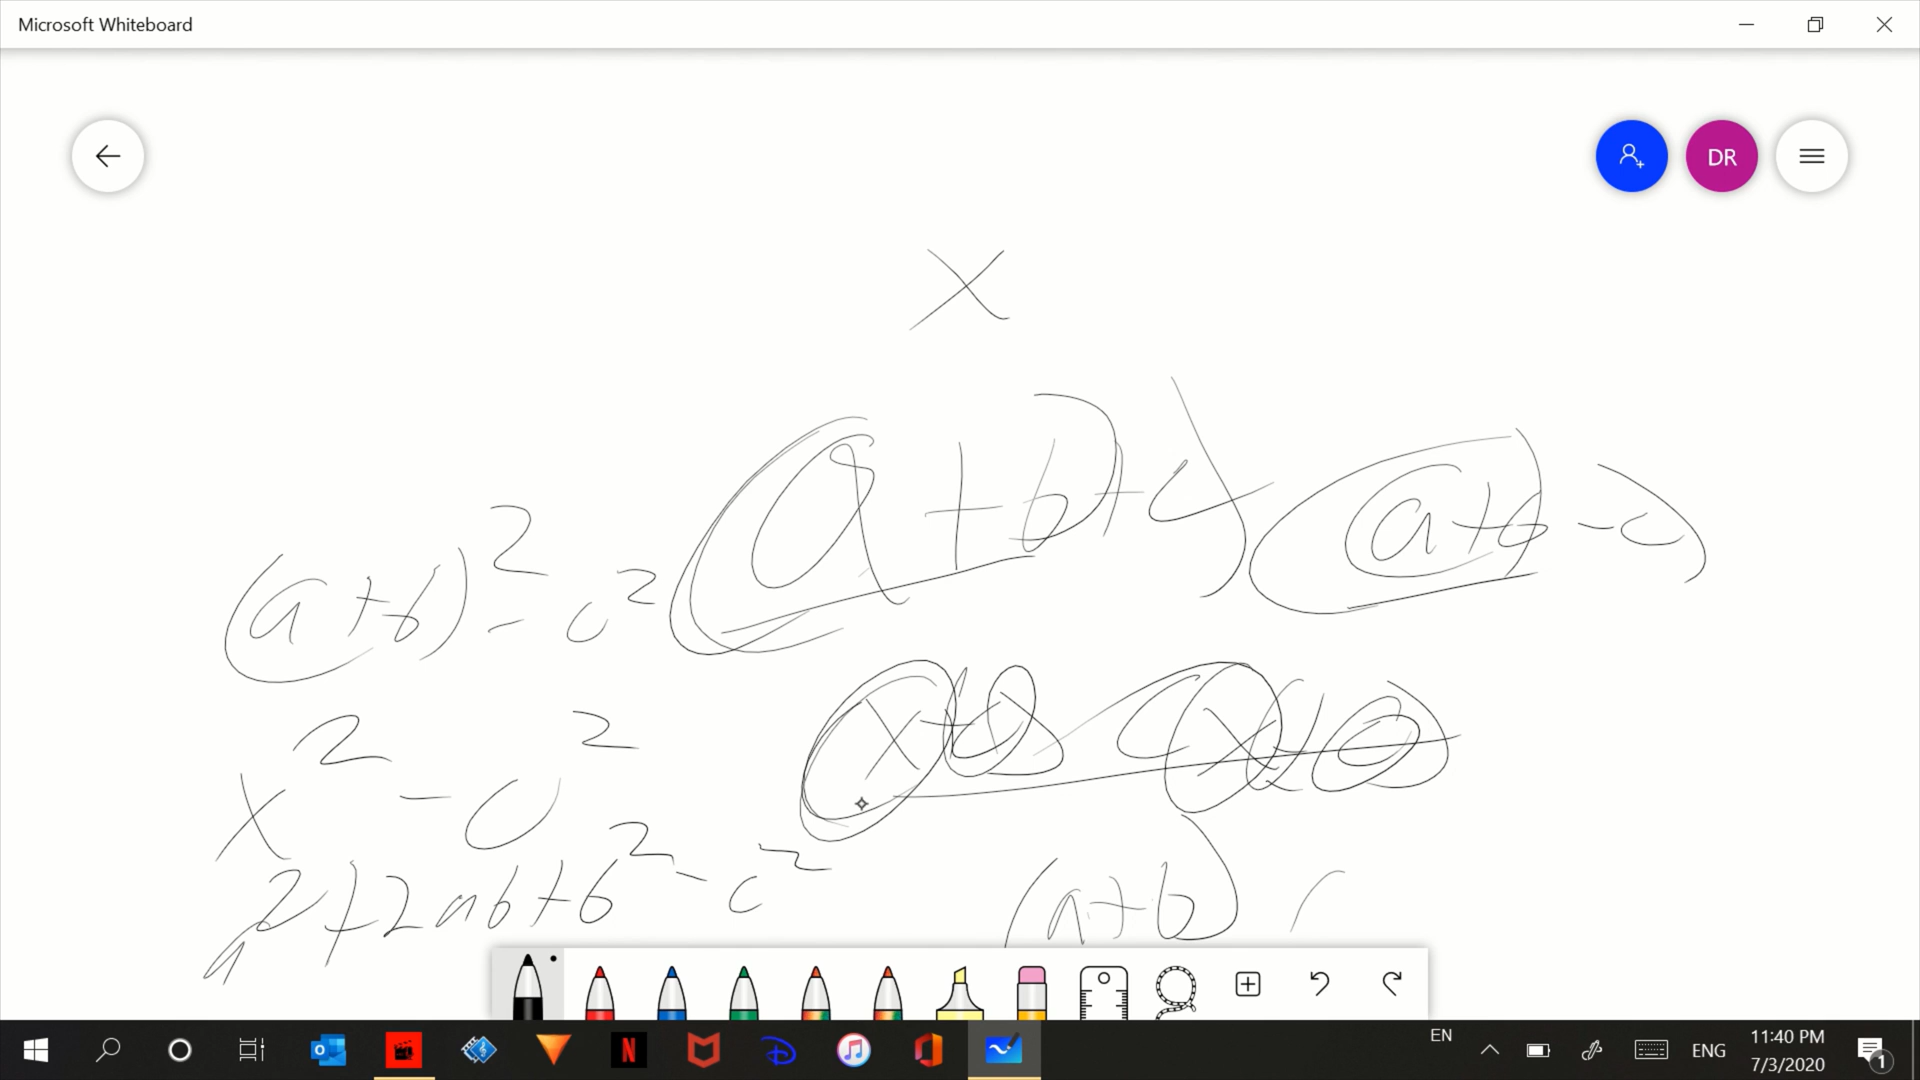 Microsoft Whiteboard
DR
x
((a+b)+c)((a+b)-c)
(a+b)²-c²
x²-c²
a²+2ab+b²-c²
(a+b)(
EN
ENG
11:40 PM
7/3/2020
1